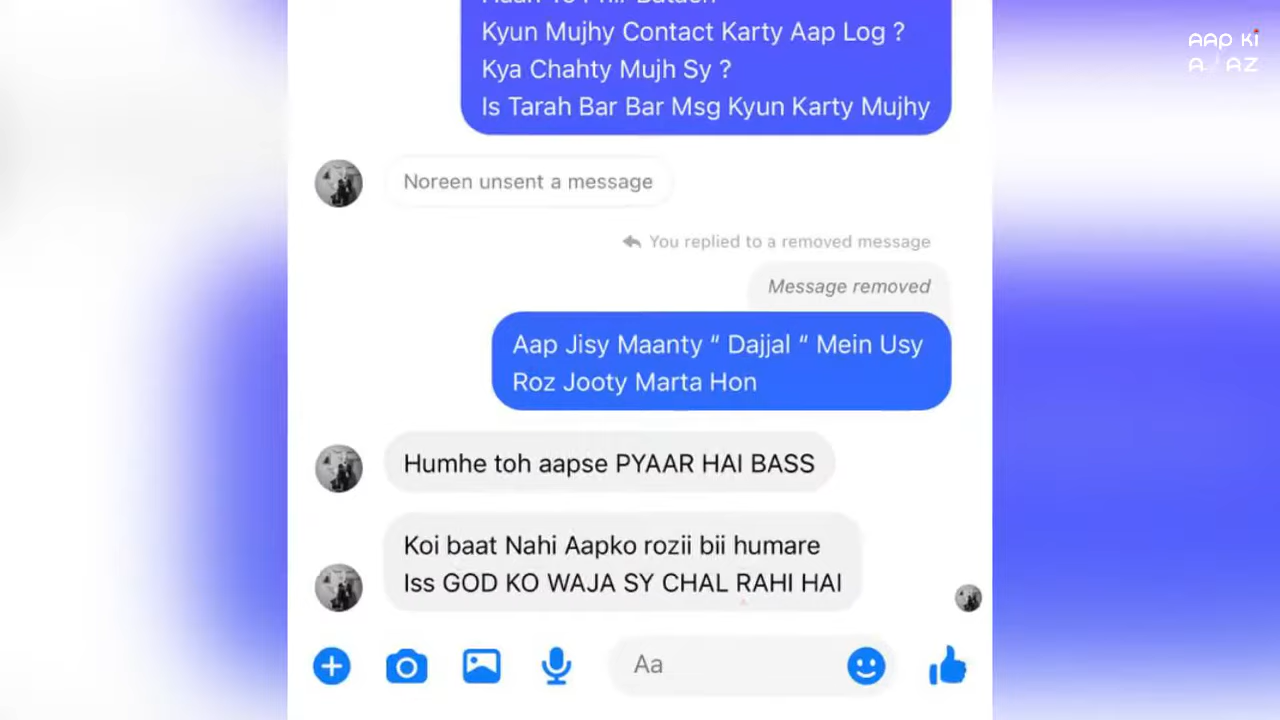 Kyun Mujhy Contact Karty Aap Log ?
Kya Chahty Mujh Sy ?
Is Tarah Bar Bar Msg Kyun Karty Mujhy
Noreen unsent a message
You replied to a removed message
Message removed
Aap Jisy Maanty “ Dajjal “ Mein Usy
Roz Jooty Marta Hon
Humhe toh aapse PYAAR HAI BASS
Koi baat Nahi Aapko rozii bii humare
Iss GOD KO WAJA SY CHAL RAHI HAI
Aa
AAP KI